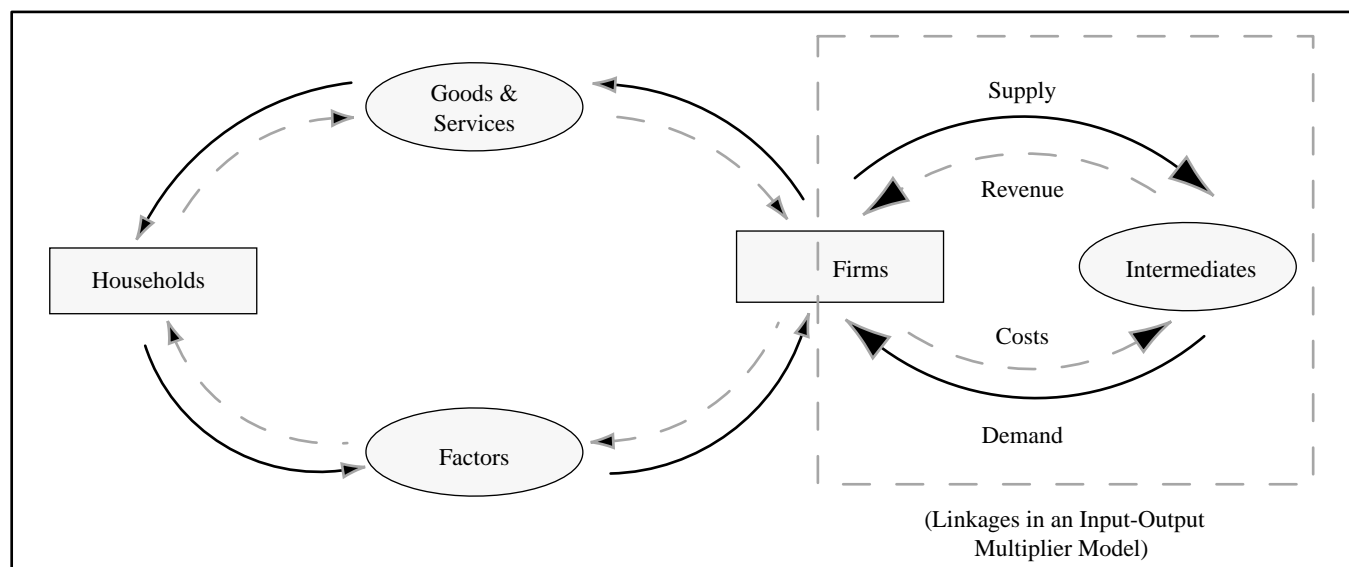 Goods &
Services
Supply
Revenue
Households
Firms
Intermediates
Costs
Demand
Factors
(Linkages in an Input-Output
Multiplier Model)